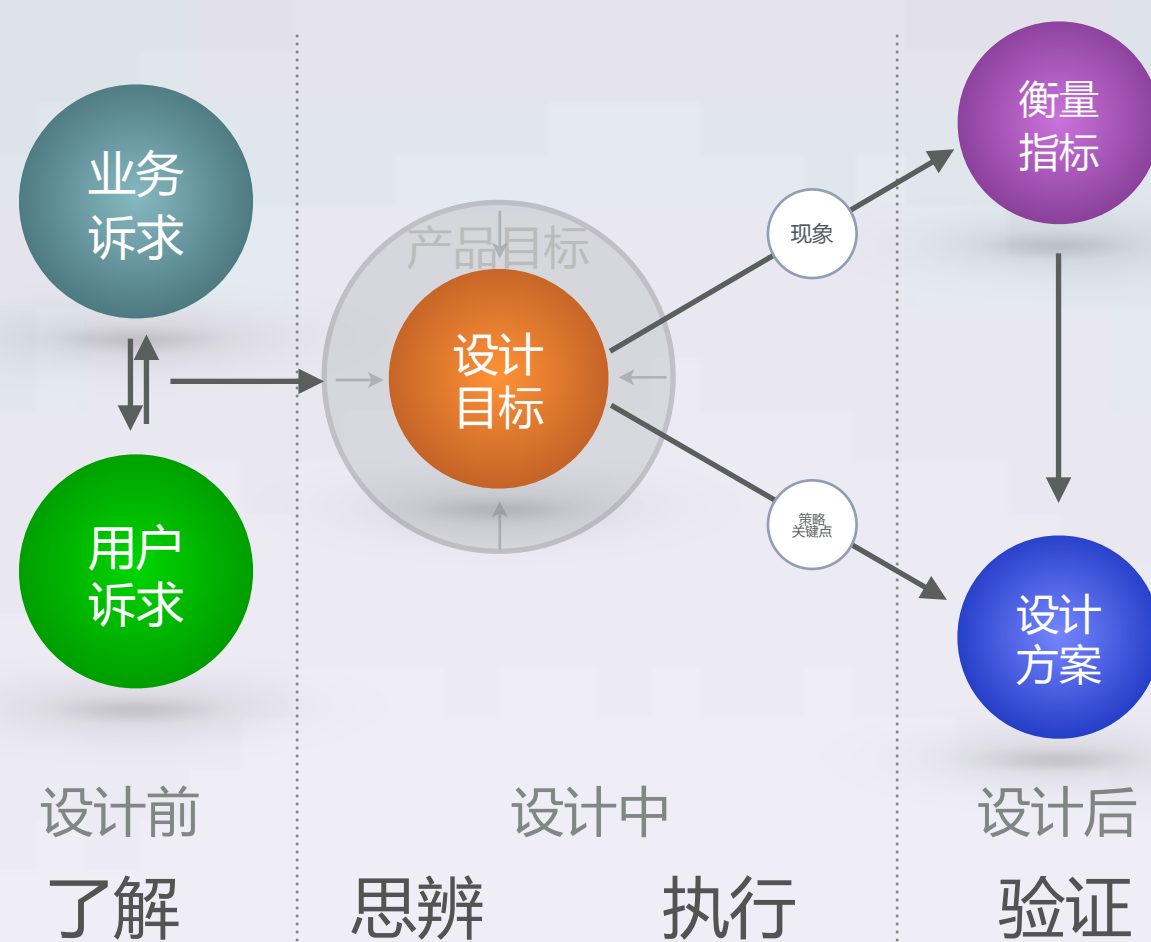 业务
诉求
用户
诉求
产品目标
设计
目标
现象
策略
关键点
衡量
指标
设计
方案
设计前
设计中
设计后
了解
思辨
执行
验证